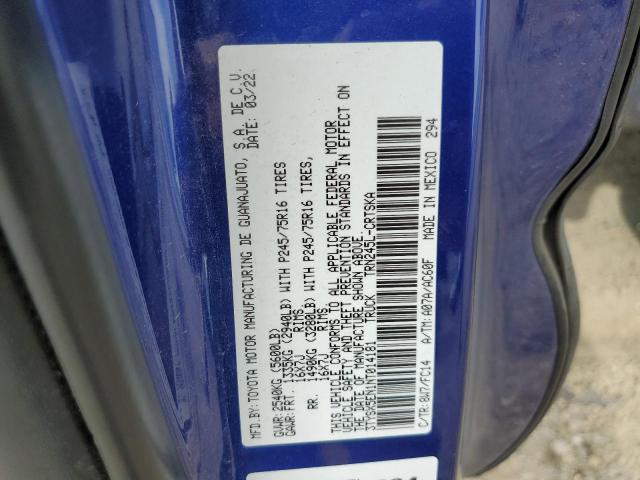 MFD.BY:TOYOTA MOTOR MANUFACTURING DE GUANAJUATO, S.A. DE C.V.
DATE: 03/22
GVWR:2540KG (5600LB)
GAWR:FRT. 1335KG (2940LB) WITH P245/75R16 TIRES
16X7J RIMS
RR. 1490KG (3280LB) WITH P245/75R16 TIRES,
16X7J RIMS
THIS VEHICLE CONFORMS TO ALL APPLICABLE FEDERAL MOTOR
VEHICLE SAFETY AND THEFT PREVENTION STANDARDS IN EFFECT ON
THE DATE OF MANUFACTURE SHOWN ABOVE.
3TYSX5EN1NT014181 TRUCK TRN245L-CRTSKA
C/TR:8W7/FC14 A/TM:A07A/AC60F MADE IN MEXICO 294